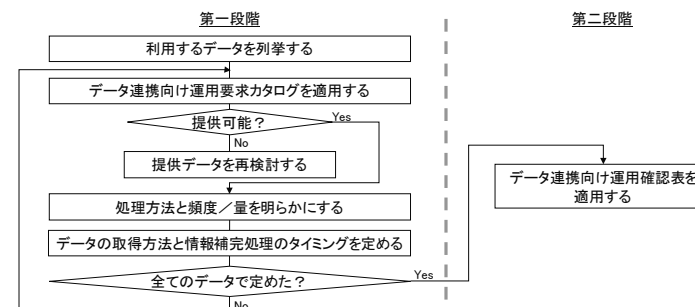 第一段階
第二段階
利用するデータを列挙する
データ連携向け運用要求カタログを適用する
提供可能？
Yes
No
提供データを再検討する
処理方法と頻度／量を明らかにする
データの取得方法と情報補完処理のタイミングを定める
全てのデータで定めた？
Yes
No
データ連携向け運用確認表を
適用する